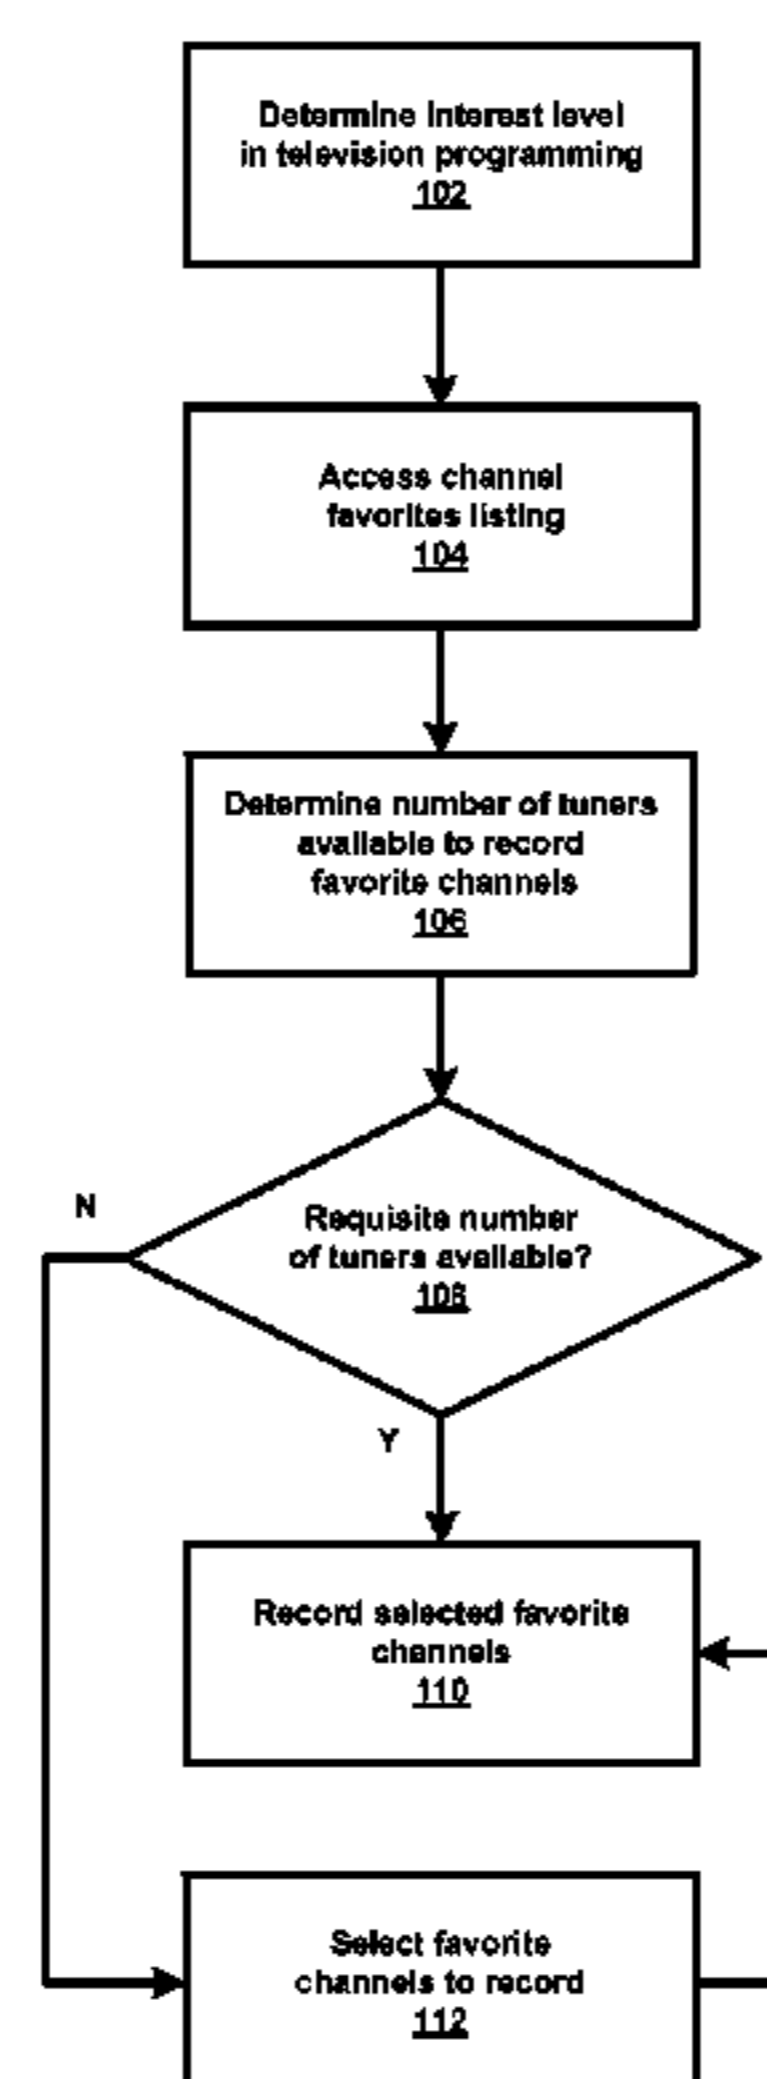 Determine interest level
in television programming
102
Access channel
favorites listing
104
Determine number of tuners
available to record
favorite channels
106
N
Requisite number
of tuners available?
108
Y
Record selected favorite
channels
110
Select favorite
channels to record
112